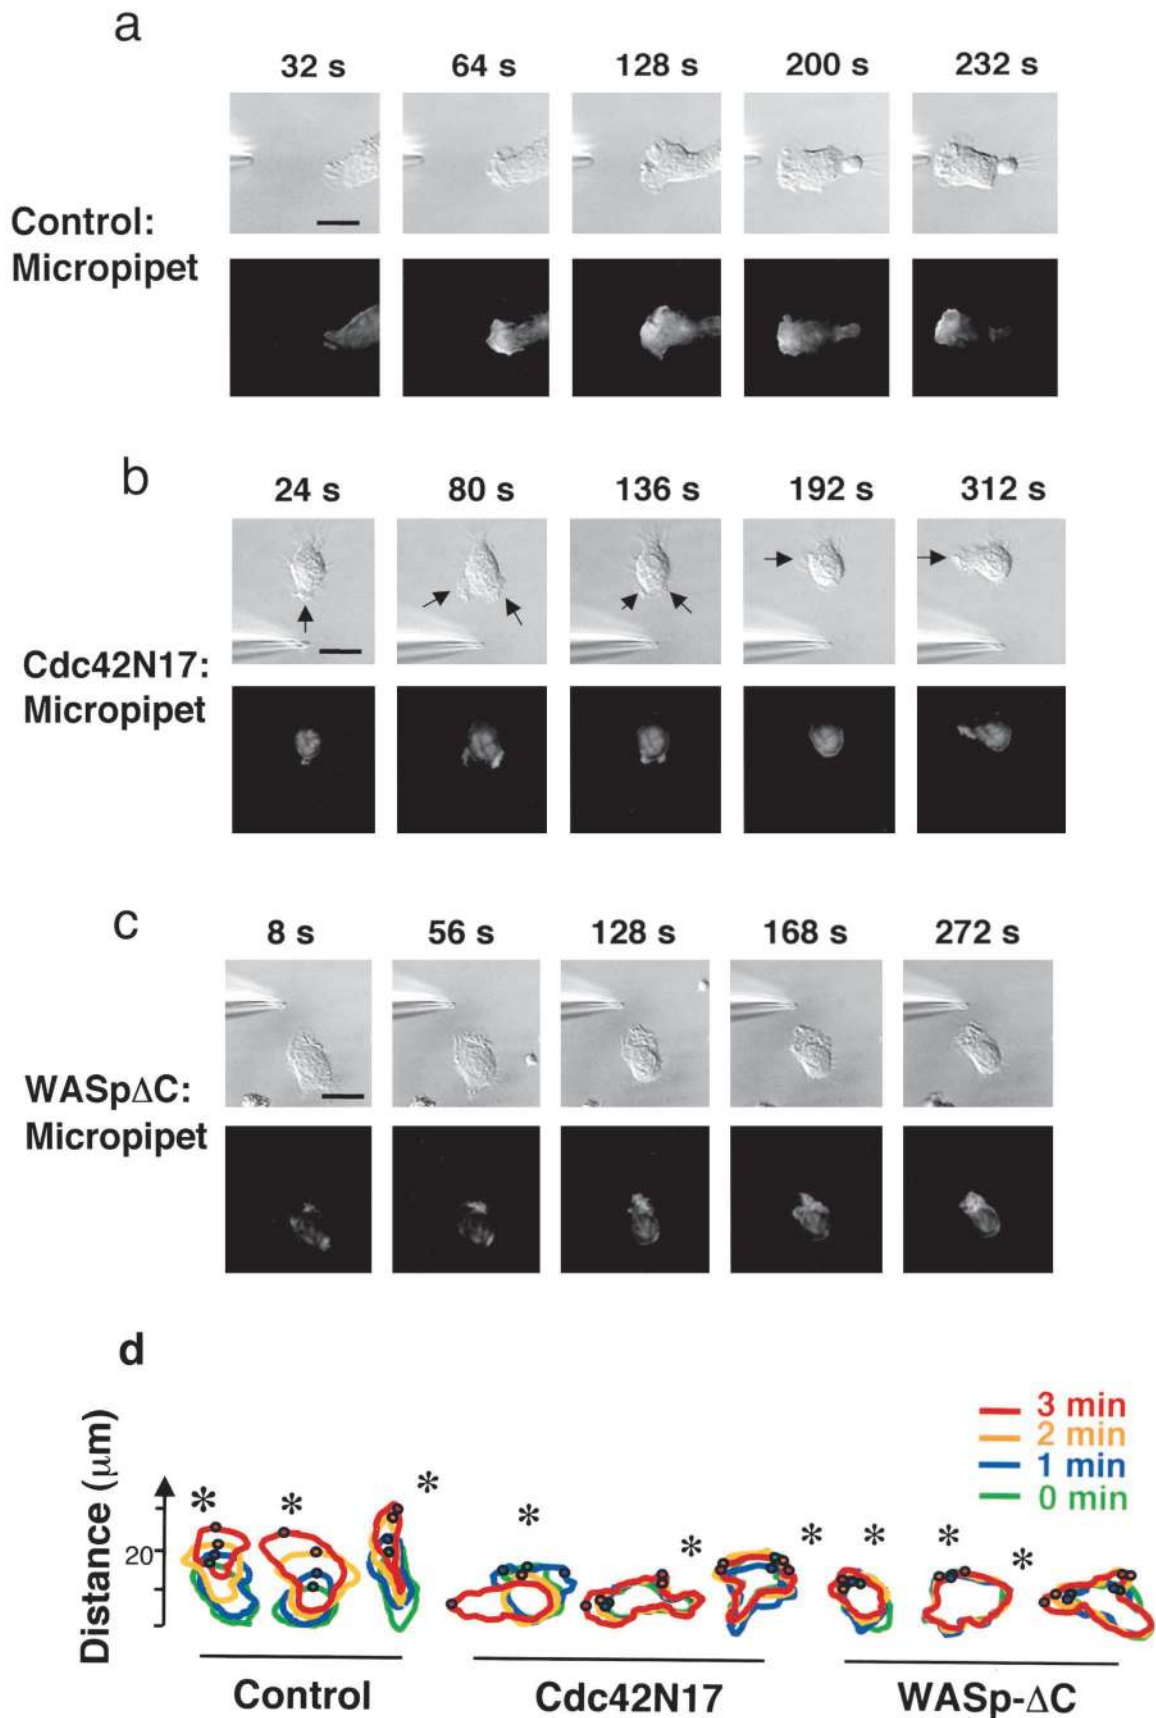 a
32 s 64 s 128 s 200 s 232 s
Control:
Micropipet
b
24 s 80 s 136 s 192 s 312 s
Cdc42N17:
Micropipet
c
8 s 56 s 128 s 168 s 272 s
WASpΔC:
Micropipet
d
3 min
2 min
1 min
0 min
Distance (μm)
20
* * * * * * * * *
Control Cdc42N17 WASp-ΔC